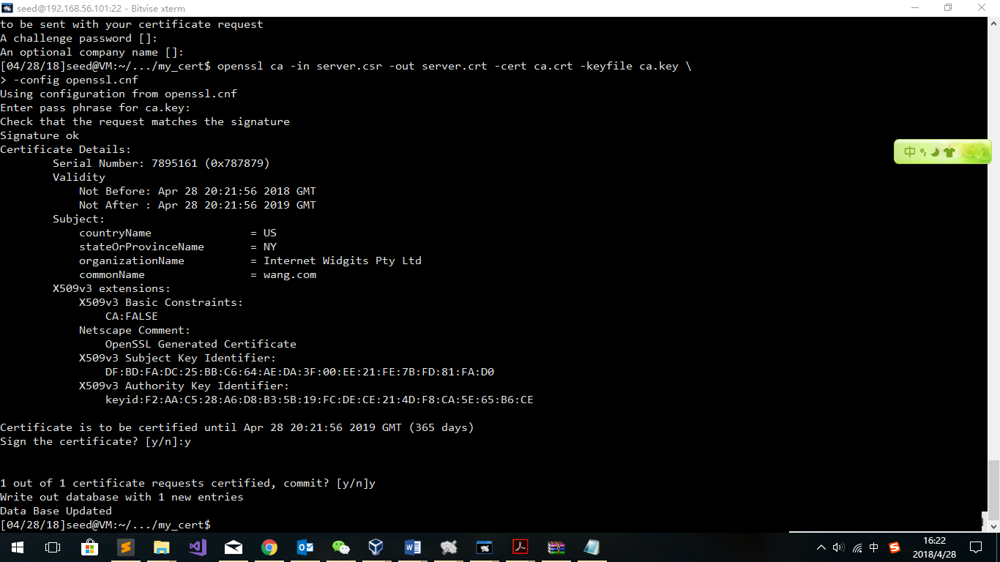 seed@192.168.56.101:22 - Bitvise xterm
to be sent with your certificate request
A challenge password []:
An optional company name []:
[04/28/18]seed@VM:~/.../my_cert$ openssl ca -in server.csr -out server.crt -cert ca.crt -keyfile ca.key \
> -config openssl.cnf
Using configuration from openssl.cnf
Enter pass phrase for ca.key:
Check that the request matches the signature
Signature ok
Certificate Details:
        Serial Number: 7895161 (0x787879)
        Validity
            Not Before: Apr 28 20:21:56 2018 GMT
            Not After : Apr 28 20:21:56 2019 GMT
        Subject:
            countryName               = US
            stateOrProvinceName       = NY
            organizationName          = Internet Widgits Pty Ltd
            commonName                = wang.com
        X509v3 extensions:
            X509v3 Basic Constraints:
                CA:FALSE
            Netscape Comment:
                OpenSSL Generated Certificate
            X509v3 Subject Key Identifier:
                DF:BD:FA:DC:25:BB:C6:64:AE:DA:3F:00:EE:21:FE:7B:FD:81:FA:D0
            X509v3 Authority Key Identifier:
                keyid:F2:AA:C5:28:A6:D8:B3:5B:19:FC:DE:CE:21:4D:F8:CA:5E:65:B6:CE
Certificate is to be certified until Apr 28 20:21:56 2019 GMT (365 days)
Sign the certificate? [y/n]:y
1 out of 1 certificate requests certified, commit? [y/n]y
Write out database with 1 new entries
Data Base Updated
[04/28/18]seed@VM:~/.../my_cert$
中
中
16:22
2018/4/28